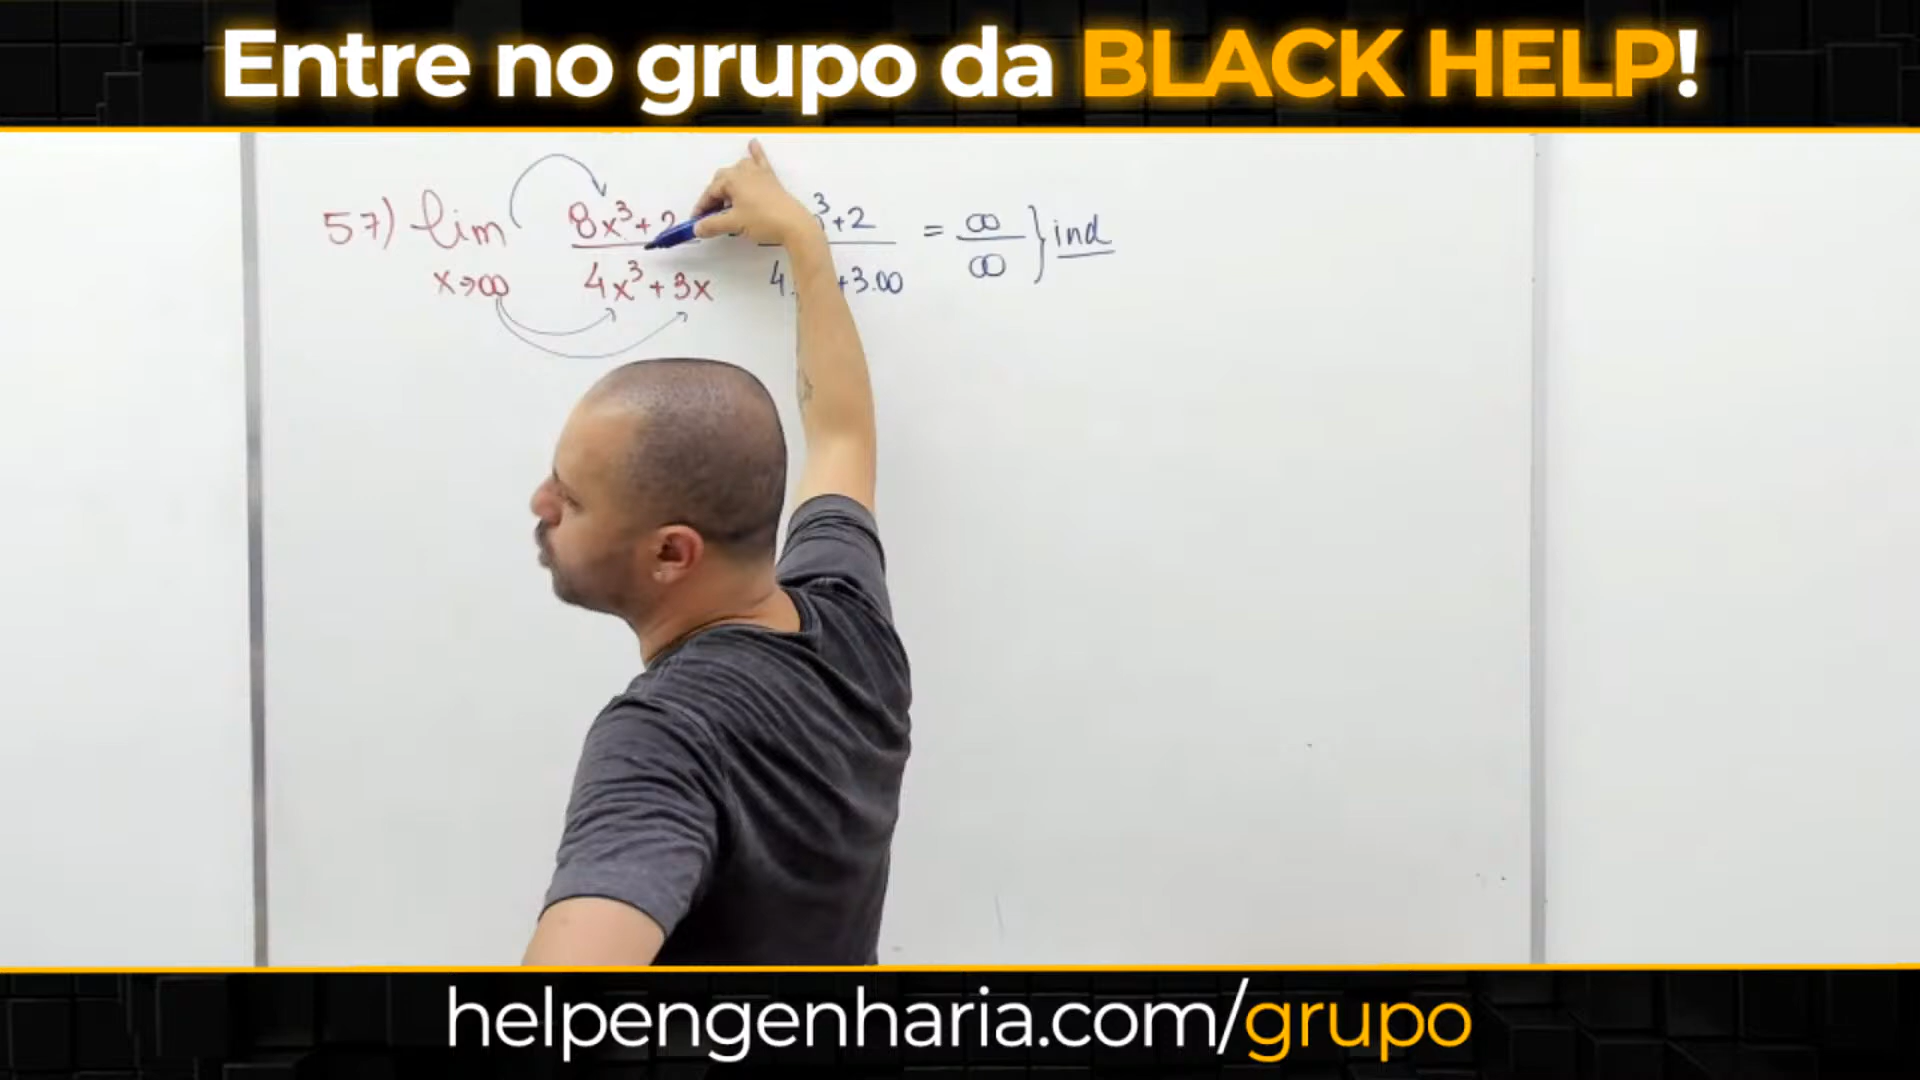 Entre no grupo da BLACK HELP!
57) lim 8x³+2 ³+2 = ∞ } ind
x→∞ 4x³+3x 4. +3.∞ ∞
helpengenharia.com/grupo